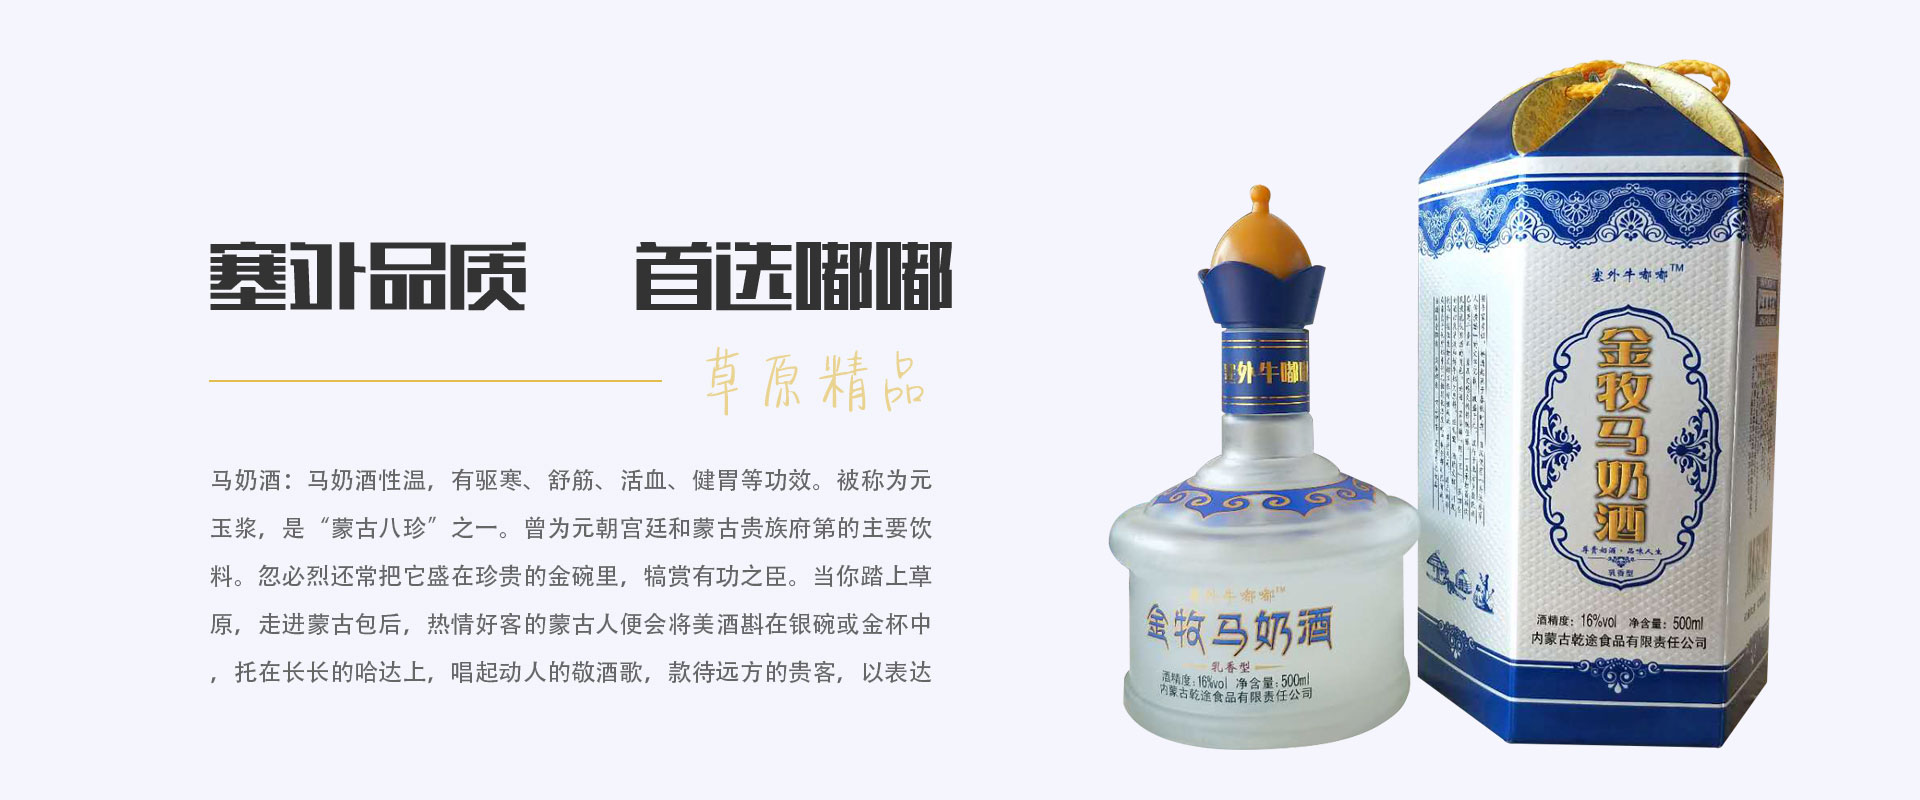 塞外品质 首选嘟嘟
草原精品
马奶酒：马奶酒性温，有驱寒、舒筋、活血、健胃等功效。被称为元
玉浆，是“蒙古八珍”之一。曾为元朝宫廷和蒙古贵族府第的主要饮
料。忽必烈还常把它盛在珍贵的金碗里，犒赏有功之臣。当你踏上草
原，走进蒙古包后，热情好客的蒙古人便会将美酒斟在银碗或金杯中
，托在长长的哈达上，唱起动人的敬酒歌，款待远方的贵客，以表达
塞外牛嘟嘟
塞外牛嘟嘟™
金牧马奶酒
乳香型
酒精度：16%vol 净含量：500ml
内蒙古乾途食品有限责任公司
塞外牛嘟嘟™
金牧马奶酒
尊贵如酒·品味人生
乳香型
酒精度：16%vol 净含量：500ml
内蒙古乾途食品有限责任公司